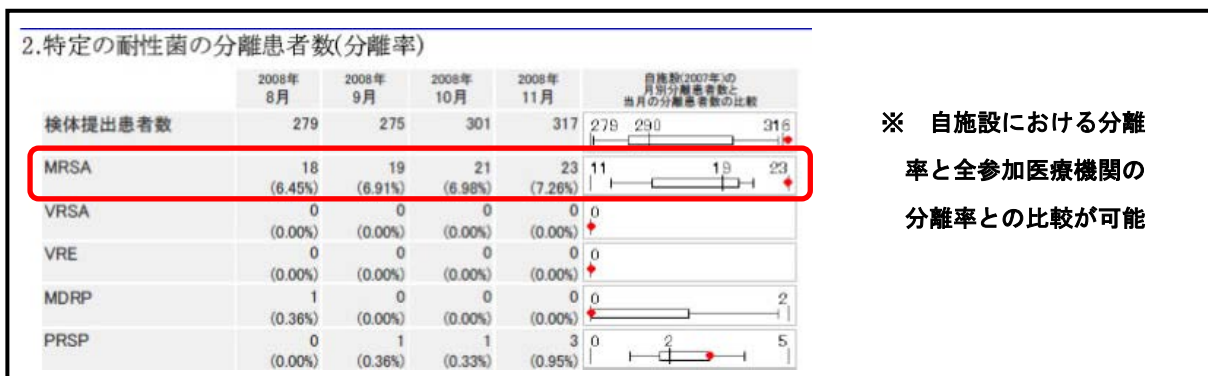 2.特定の耐性菌の分離患者数(分離率)
2008年 2008年 2008年 2008年 自施設(2007年)の
8月 9月 10月 11月 月別分離患者数と
当月の分離患者数の比較
検体提出患者数 279 275 301 317 279 290 316
MRSA 18 19 21 23 11 19 23
(6.45%) (6.91%) (6.98%) (7.26%)
VRSA 0 0 0 0 0
(0.00%) (0.00%) (0.00%) (0.00%)
VRE 0 0 0 0 0
(0.00%) (0.00%) (0.00%) (0.00%)
MDRP 1 0 0 0 0 2
(0.36%) (0.00%) (0.00%) (0.00%)
PRSP 0 1 1 3 0 2 5
(0.00%) (0.36%) (0.33%) (0.95%)
※ 自施設における分離
率と全参加医療機関の
分離率との比較が可能